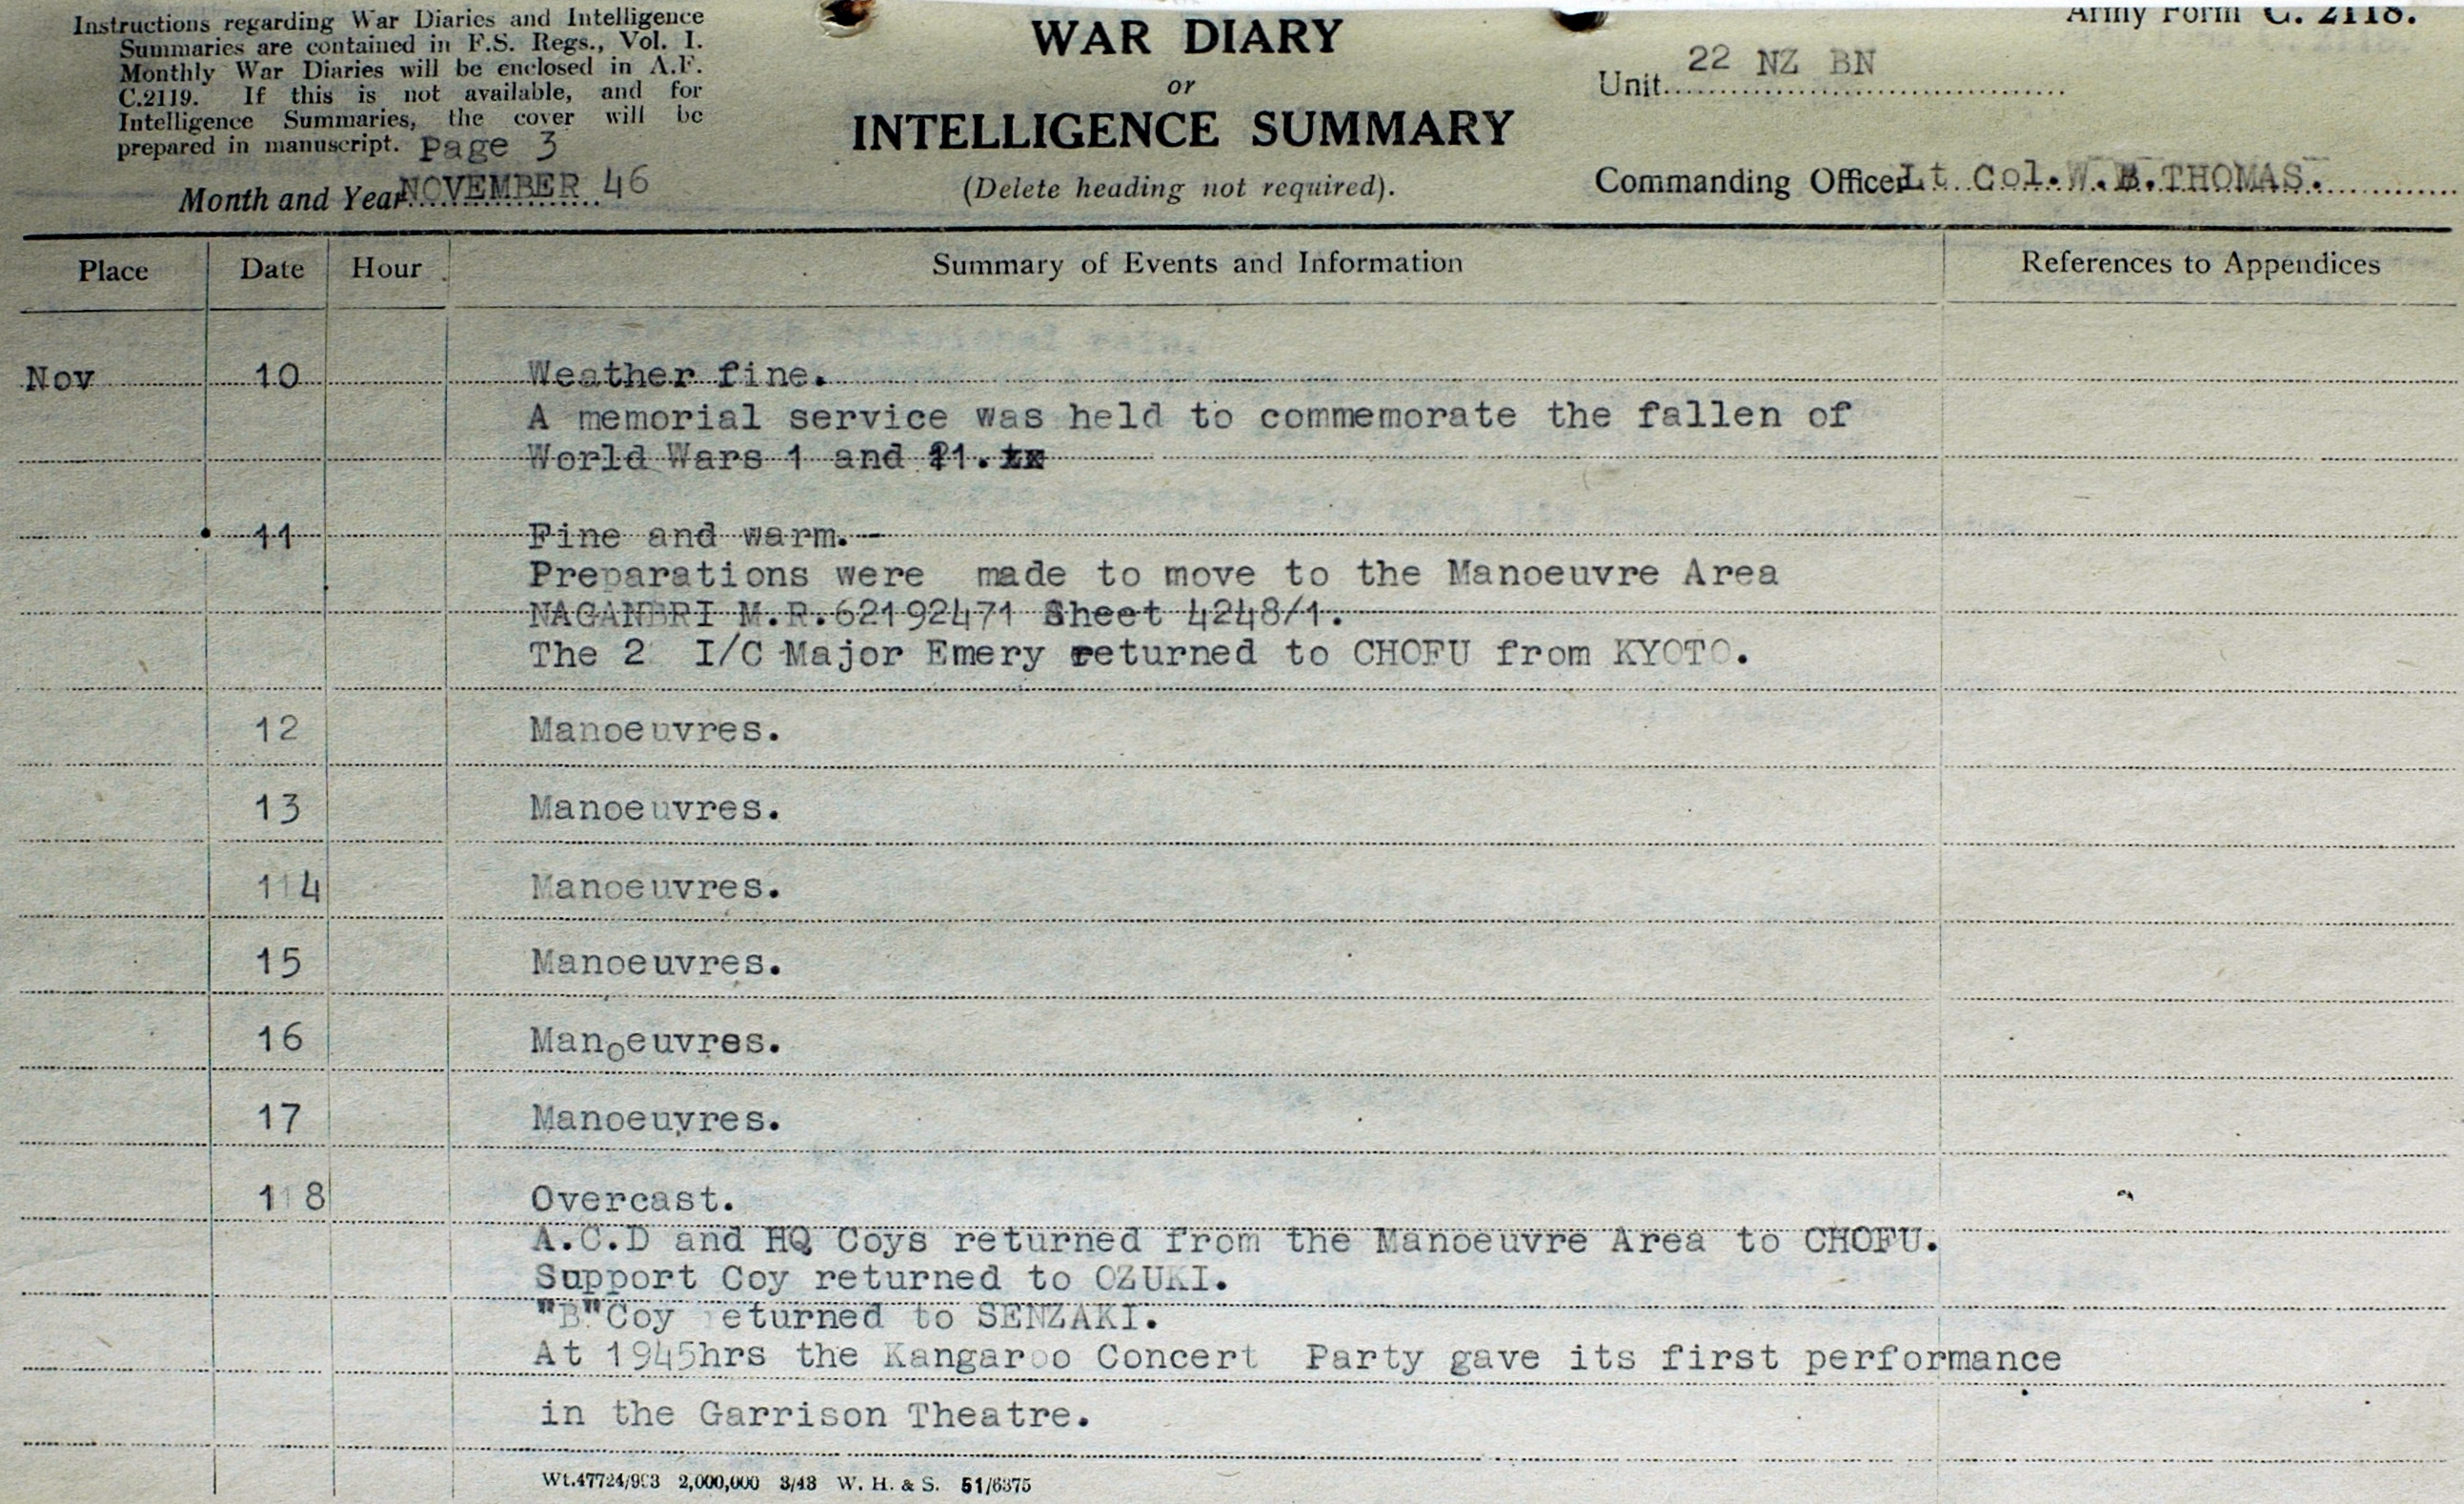 Instructions regarding War Diaries and Intelligence
Summaries are contained in F.S. Regs., Vol. I.
Monthly War Diaries will be enclosed in A.F.
C.2119. If this is not available, and for
Intelligence Summaries, the cover will be
prepared in manuscript. Page 3
Month and Year NOVEMBER 46
WAR DIARY
or
INTELLIGENCE SUMMARY
(Delete heading not required).
Army Form C. 2118.
Unit 22 NZ BN
Commanding Officer Lt Col. W.B.THOMAS.
Place Date Hour Summary of Events and Information References to Appendices
Nov 10 Weather fine.
A memorial service was held to commemorate the fallen of
World Wars 1 and 11.
11 Fine and warm.-
Preparations were made to move to the Manoeuvre Area
NAGANBRI M.R.62192471 Sheet 4248/1.
The 2 I/C Major Emery returned to CHOFU from KYOTO.
12 Manoeuvres.
13 Manoeuvres.
14 Manoeuvres.
15 Manoeuvres.
16 Manoeuvres.
17 Manoeuvres.
18 Overcast.
A.C.D and HQ Coys returned from the Manoeuvre Area to CHOFU.
Support Coy returned to OZUKI.
"B"Coy returned to SENZAKI.
At 1945hrs the Kangaroo Concert Party gave its first performance
in the Garrison Theatre.
Wt.47724/993 2,000,000 3/43 W. H. & S. 51/6375